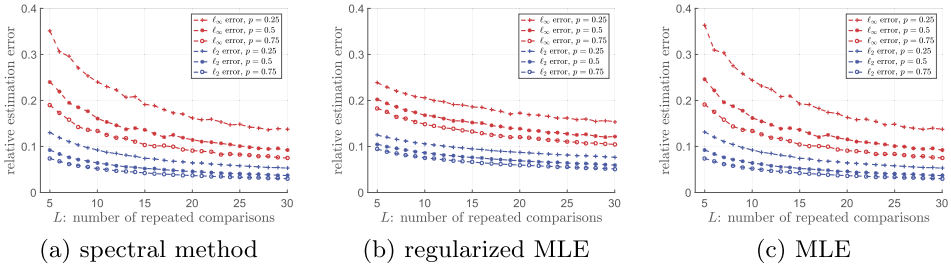 relative estimation error
0.4
0.3
0.2
0.1
0
5
10
15
20
25
30
L: number of repeated comparisons
ℓ∞ error, p = 0.25
ℓ∞ error, p = 0.5
ℓ∞ error, p = 0.75
ℓ2 error, p = 0.25
ℓ2 error, p = 0.5
ℓ2 error, p = 0.75
(a) spectral method
relative estimation error
0.4
0.3
0.2
0.1
0
5
10
15
20
25
30
L: number of repeated comparisons
ℓ∞ error, p = 0.25
ℓ∞ error, p = 0.5
ℓ∞ error, p = 0.75
ℓ2 error, p = 0.25
ℓ2 error, p = 0.5
ℓ2 error, p = 0.75
(b) regularized MLE
relative estimation error
0.4
0.3
0.2
0.1
0
5
10
15
20
25
30
L: number of repeated comparisons
ℓ∞ error, p = 0.25
ℓ∞ error, p = 0.5
ℓ∞ error, p = 0.75
ℓ2 error, p = 0.25
ℓ2 error, p = 0.5
ℓ2 error, p = 0.75
(c) MLE